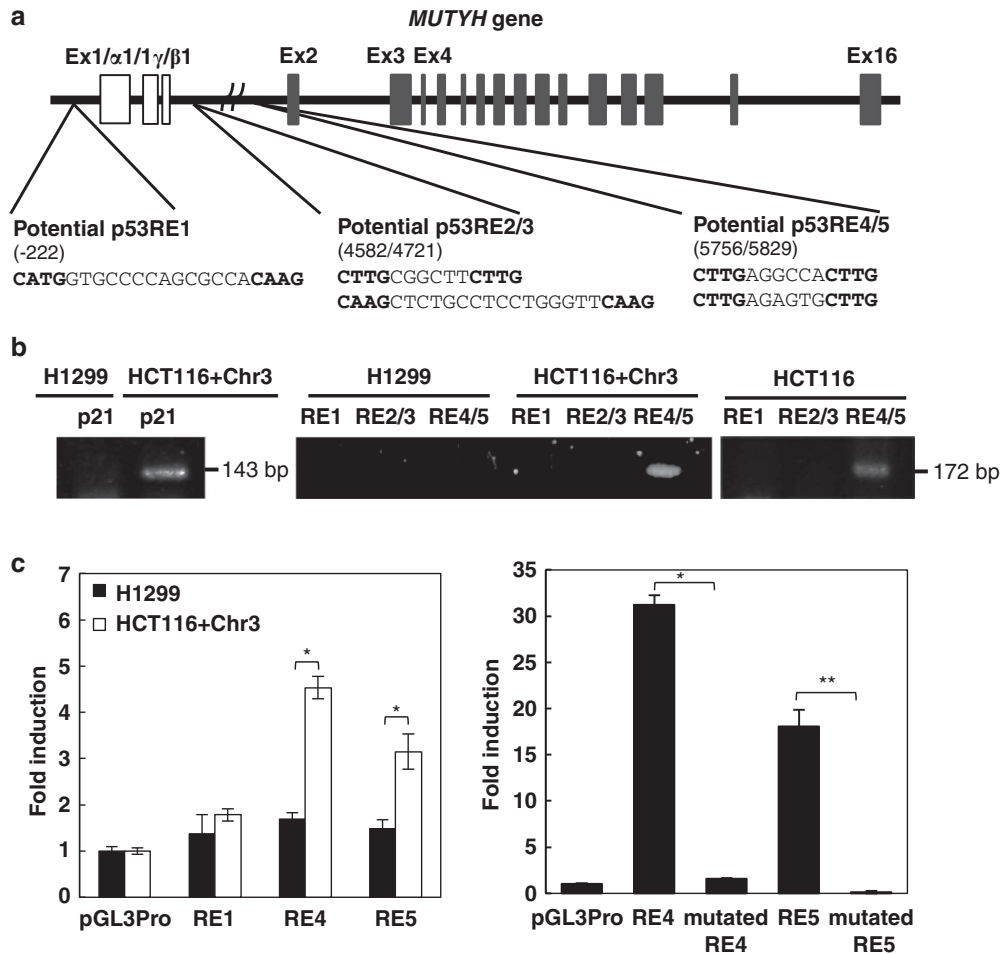 a
MUTYH gene
Ex1/α1/1γ/β1
Ex2
Ex3
Ex4
Ex16
Potential p53RE1
(-222)
CATGGTGCCCCAGCGCCACAAG
Potential p53RE2/3
(4582/4721)
CTTGCGGCTTCTTG
CAAGCTCTGCCTCCTGGGTTCAAG
Potential p53RE4/5
(5756/5829)
CTTGAGGCCACTTG
CTTGAGAGTGCTTG
b
H1299 HCT116+Chr3
p21 p21
143 bp
H1299 HCT116+Chr3
RE1 RE2/3 RE4/5 RE1 RE2/3 RE4/5
HCT116
RE1 RE2/3 RE4/5
172 bp
c
Fold induction
7
6
5
4
3
2
1
0
H1299
HCT116+Chr3
*
*
pGL3Pro RE1 RE4 RE5
Fold induction
35
30
25
20
15
10
5
0
*
**
pGL3Pro RE4 mutated RE4 RE5 mutated RE5